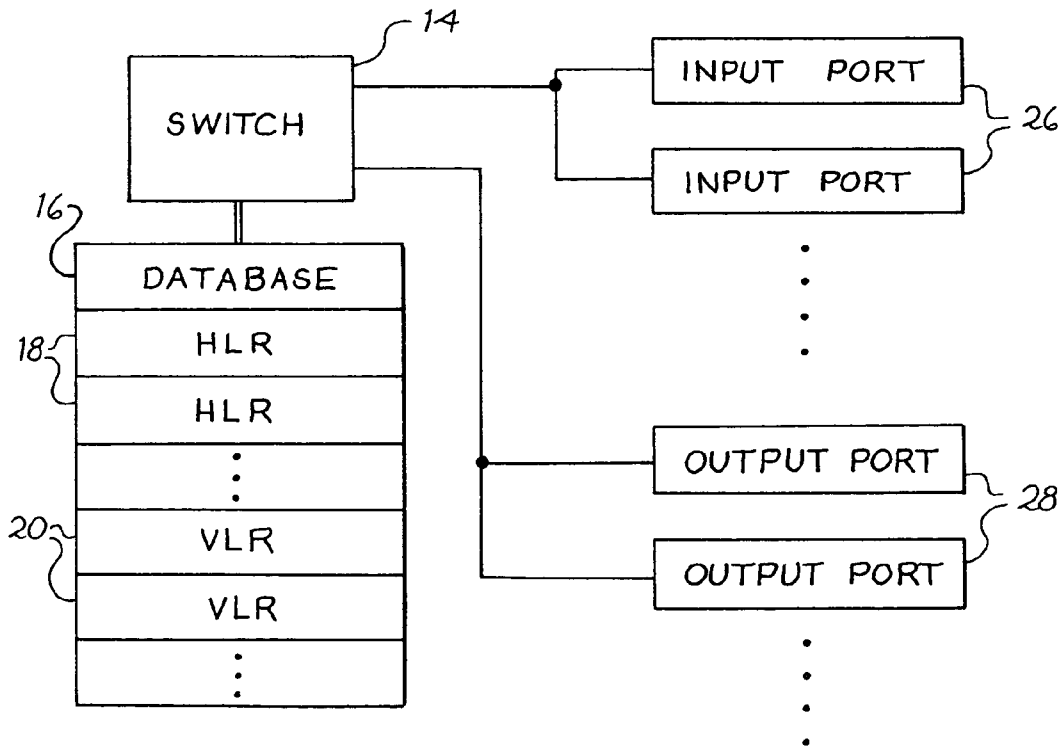 14
SWITCH
INPUT PORT
26
INPUT PORT
16
DATABASE
18
HLR
HLR
OUTPUT PORT
28
OUTPUT PORT
20
VLR
VLR